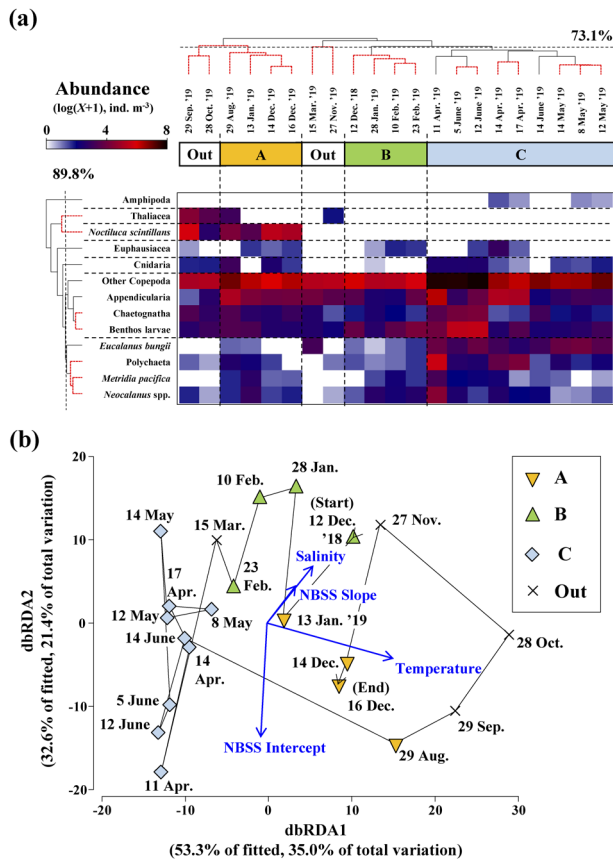 (a)
73.1%
Abundance
(log(X+1), ind. m⁻³)
0 4 8
89.8%
29 Sep. '19
28 Oct. '19
29 Aug. '19
13 Jan. '19
14 Dec. '19
16 Dec. '19
15 Mar. '19
27 Nov. '19
12 Dec. '18
28 Jan. '19
10 Feb. '19
23 Feb. '19
11 Apr. '19
5 June '19
12 June '19
14 Apr. '19
17 Apr. '19
14 June '19
14 May '19
8 May '19
12 May '19
Out A Out B C
Amphipoda
Thaliacea
Noctiluca scintillans
Euphausiacea
Cnidaria
Other Copepoda
Appendicularia
Chaetognatha
Benthos larvae
Eucalanus bungii
Polychaeta
Metridia pacifica
Neocalanus spp.
(b)
dbRDA2
(32.6% of fitted, 21.4% of total variation)
20
10
0
-10
-20
28 Jan.
10 Feb.
14 May
15 Mar.
(Start)
12 Dec.
'18
27 Nov.
Salinity
17
Apr.
23
Feb.
NBSS Slope
12 May
8 May
13 Jan. '19
14 June
14
Apr.
14 Dec.
Temperature
28 Oct.
(End)
16 Dec.
5 June
12 June
NBSS Intercept
29 Sep.
29 Aug.
11 Apr.
A
B
C
Out
-20 -10 0 10 20 30
dbRDA1
(53.3% of fitted, 35.0% of total variation)